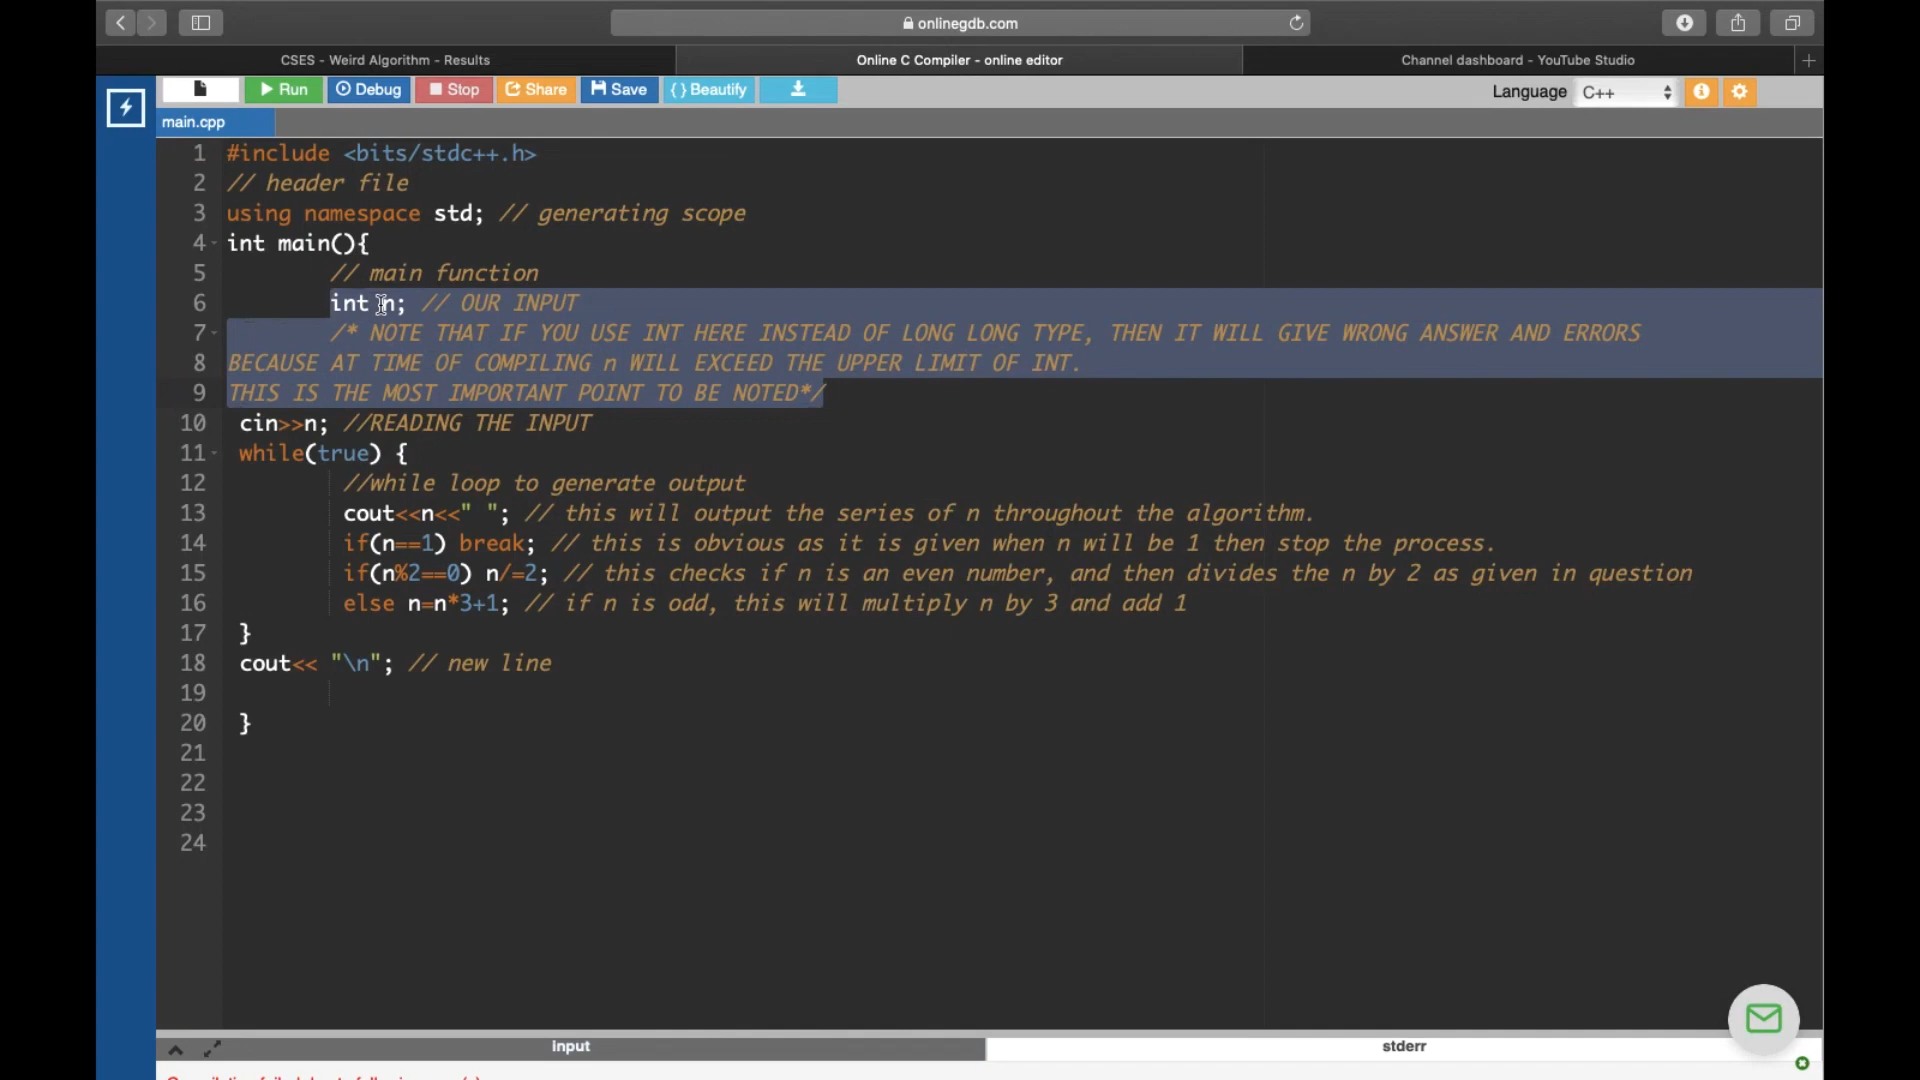 onlinegdb.com
CSES - Weird Algorithm - Results
Online C Compiler - online editor
Channel dashboard - YouTube Studio
Run
Debug
Stop
Share
Save
{ } Beautify
Language
C++
main.cpp
1 #include <bits/stdc++.h>
2 // header file
3 using namespace std; // generating scope
4 int main(){
5 // main function
6 int n; // OUR INPUT
7 /* NOTE THAT IF YOU USE INT HERE INSTEAD OF LONG LONG TYPE, THEN IT WILL GIVE WRONG ANSWER AND ERRORS
8 BECAUSE AT TIME OF COMPILING n WILL EXCEED THE UPPER LIMIT OF INT.
9 THIS IS THE MOST IMPORTANT POINT TO BE NOTED*/
10 cin>>n; //READING THE INPUT
11 while(true) {
12 //while loop to generate output
13 cout<<n<<" "; // this will output the series of n throughout the algorithm.
14 if(n==1) break; // this is obvious as it is given when n will be 1 then stop the process.
15 if(n%2==0) n/=2; // this checks if n is an even number, and then divides the n by 2 as given in question
16 else n=n*3+1; // if n is odd, this will multiply n by 3 and add 1
17 }
18 cout<< "\n"; // new line
19
20 }
21
22
23
24
input
stderr